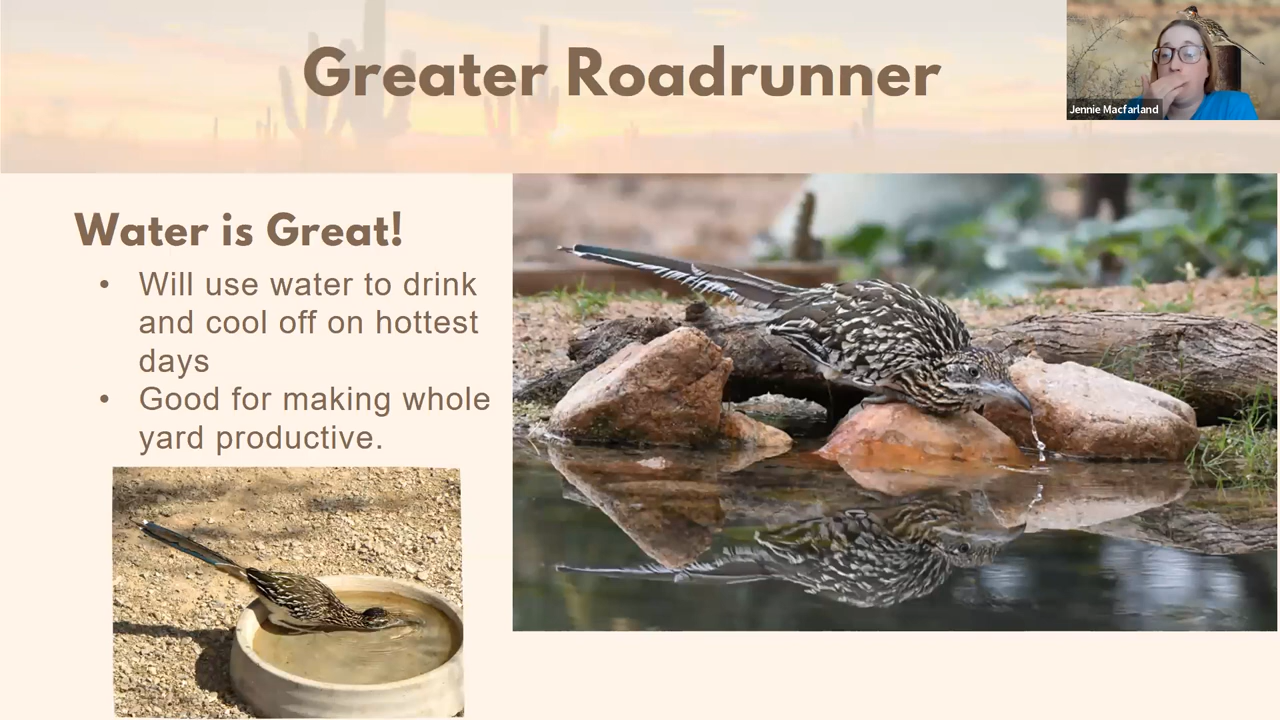 Greater Roadrunner
Jennie Macfarland
Water is Great!
• Will use water to drink
and cool off on hottest
days
• Good for making whole
yard productive.